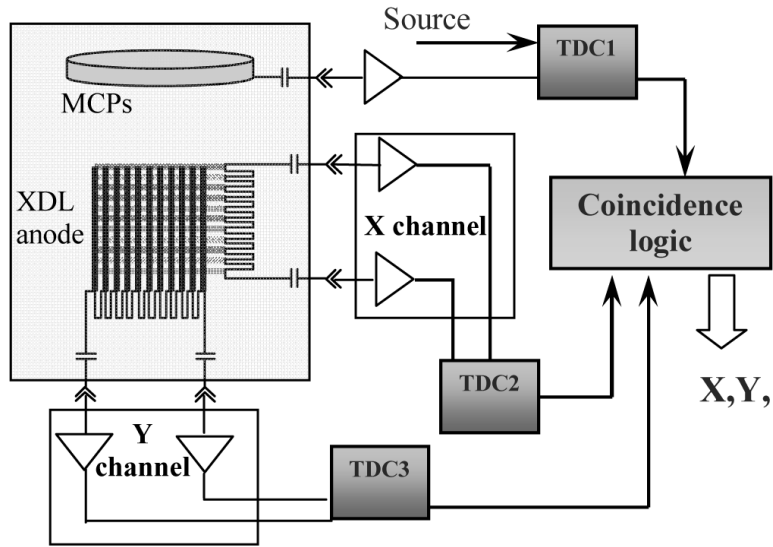 Source
TDC1
MCPs
XDL
anode
X channel
Coincidence
logic
TDC2
X,Y,
Y
channel
TDC3